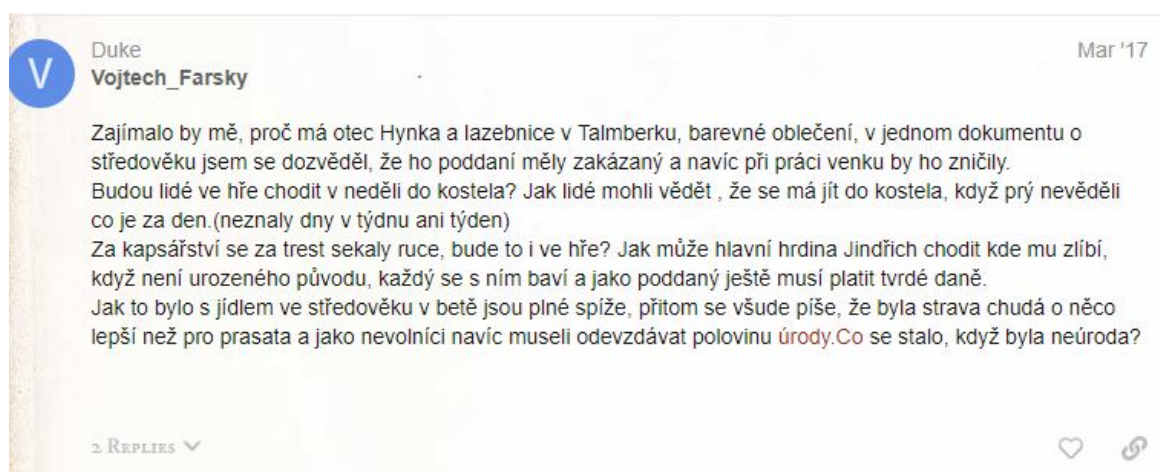 V
Duke
Mar '17
Vojtech_Farsky
Zajímalo by mě, proč má otec Hynka a lazebnice v Talmberku, barevné oblečení, v jednom dokumentu o
středověku jsem se dozvěděl, že ho poddaní měly zakázaný a navíc při práci venku by ho zničily.
Budou lidé ve hře chodit v neděli do kostela? Jak lidé mohli vědět , že se má jít do kostela, když prý nevěděli
co je za den.(neznaly dny v týdnu ani týden)
Za kapsářství se za trest sekaly ruce, bude to i ve hře? Jak může hlavní hrdina Jindřich chodit kde mu zlíbí,
když není urozeného původu, každý se s ním baví a jako poddaný ještě musí platit tvrdé daně.
Jak to bylo s jídlem ve středověku v betě jsou plné spíže, přitom se všude píše, že byla strava chudá o něco
lepší než pro prasata a jako nevolníci navíc museli odevzdávat polovinu úrody.Co se stalo, když byla neúroda?
2 Replies